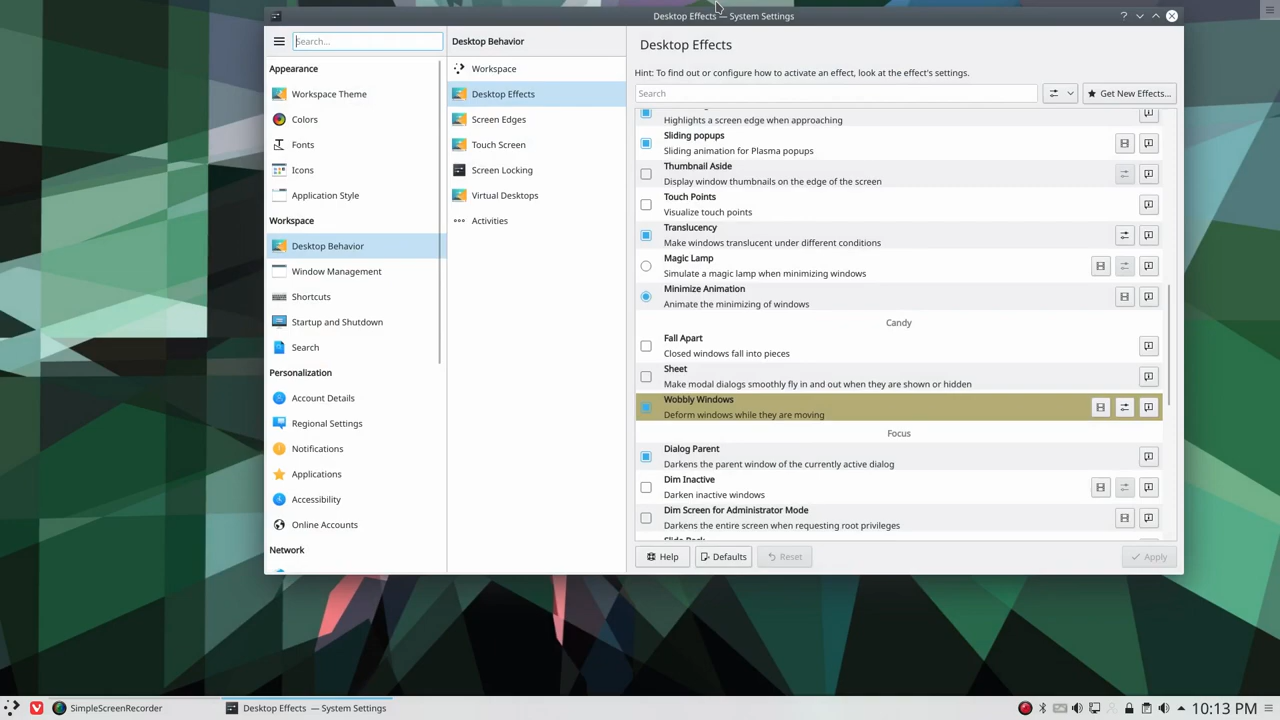 Desktop Effects — System Settings
Search...
Appearance
Workspace Theme
Colors
Fonts
Icons
Application Style
Workspace
Desktop Behavior
Window Management
Shortcuts
Startup and Shutdown
Search
Personalization
Account Details
Regional Settings
Notifications
Applications
Accessibility
Online Accounts
Network
Desktop Behavior
Workspace
Desktop Effects
Screen Edges
Touch Screen
Screen Locking
Virtual Desktops
Activities
Desktop Effects
Hint: To find out or configure how to activate an effect, look at the effect's settings.
Search
Get New Effects...
Highlights a screen edge when approaching
Sliding popups
Sliding animation for Plasma popups
Thumbnail Aside
Display window thumbnails on the edge of the screen
Touch Points
Visualize touch points
Translucency
Make windows translucent under different conditions
Magic Lamp
Simulate a magic lamp when minimizing windows
Minimize Animation
Animate the minimizing of windows
Candy
Fall Apart
Closed windows fall into pieces
Sheet
Make modal dialogs smoothly fly in and out when they are shown or hidden
Wobbly Windows
Deform windows while they are moving
Focus
Dialog Parent
Darkens the parent window of the currently active dialog
Dim Inactive
Darken inactive windows
Dim Screen for Administrator Mode
Darkens the entire screen when requesting root privileges
Help
Defaults
Reset
Apply
SimpleScreenRecorder
Desktop Effects — System Settings
10:13 PM